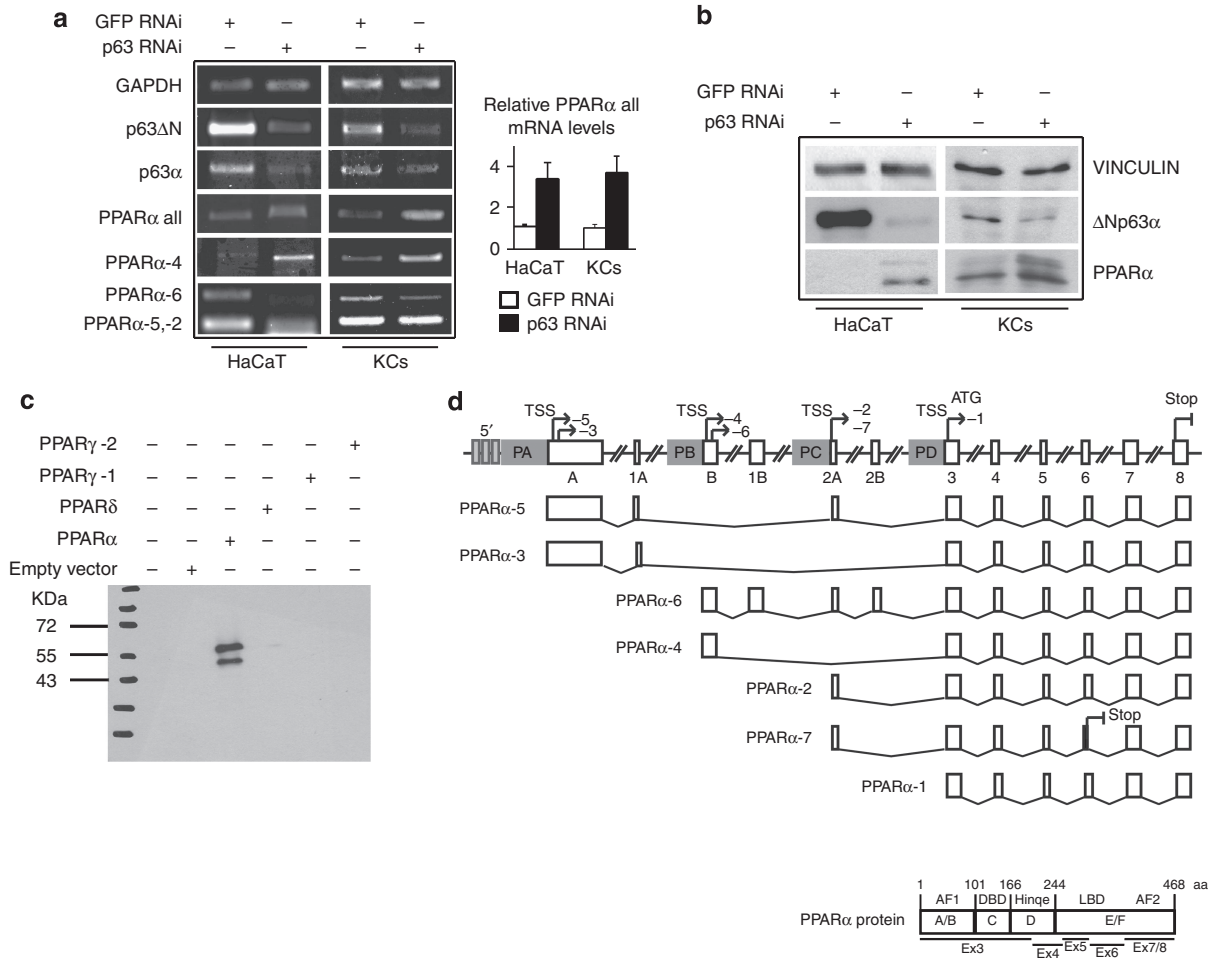 a
GFP RNAi + – + –
p63 RNAi – + – +
GAPDH
p63ΔN
p63α
PPARα all
PPARα-4
PPARα-6
PPARα-5,-2
HaCaT KCs
Relative PPARα all
mRNA levels
4
2
0
HaCaT KCs
GFP RNAi
p63 RNAi
b
GFP RNAi + – + –
p63 RNAi – + – +
VINCULIN
ΔNp63α
PPARα
HaCaT KCs
c
PPARγ-2 – – – – – +
PPARγ-1 – – – – + –
PPARδ – – – + – –
PPARα – – + – – –
Empty vector – + – – – –
KDa
72
55
43
d
5′ PA TSS –5 –3 PB TSS –4 –6 PC TSS –2 –7 PD TSS ATG –1 Stop
A 1A B 1B 2A 2B 3 4 5 6 7 8
PPARα-5
PPARα-3
PPARα-6
PPARα-4
PPARα-2
PPARα-7 Stop
PPARα-1
1 101 166 244 468 aa
AF1 DBD Hinqe LBD AF2
PPARα protein A/B C D E/F
Ex3 Ex4 Ex5 Ex6 Ex7/8